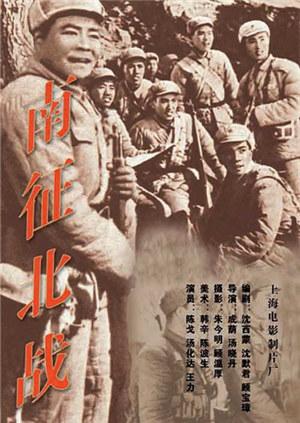 南征北战
上海电影制片厂
编剧：沈西蒙 沈默君 顾宝璋
导演：成荫 汤晓丹
摄影：朱今明 顾温厚
美术：韩辛 陈波生
演员：陈戈 汤化达 王力